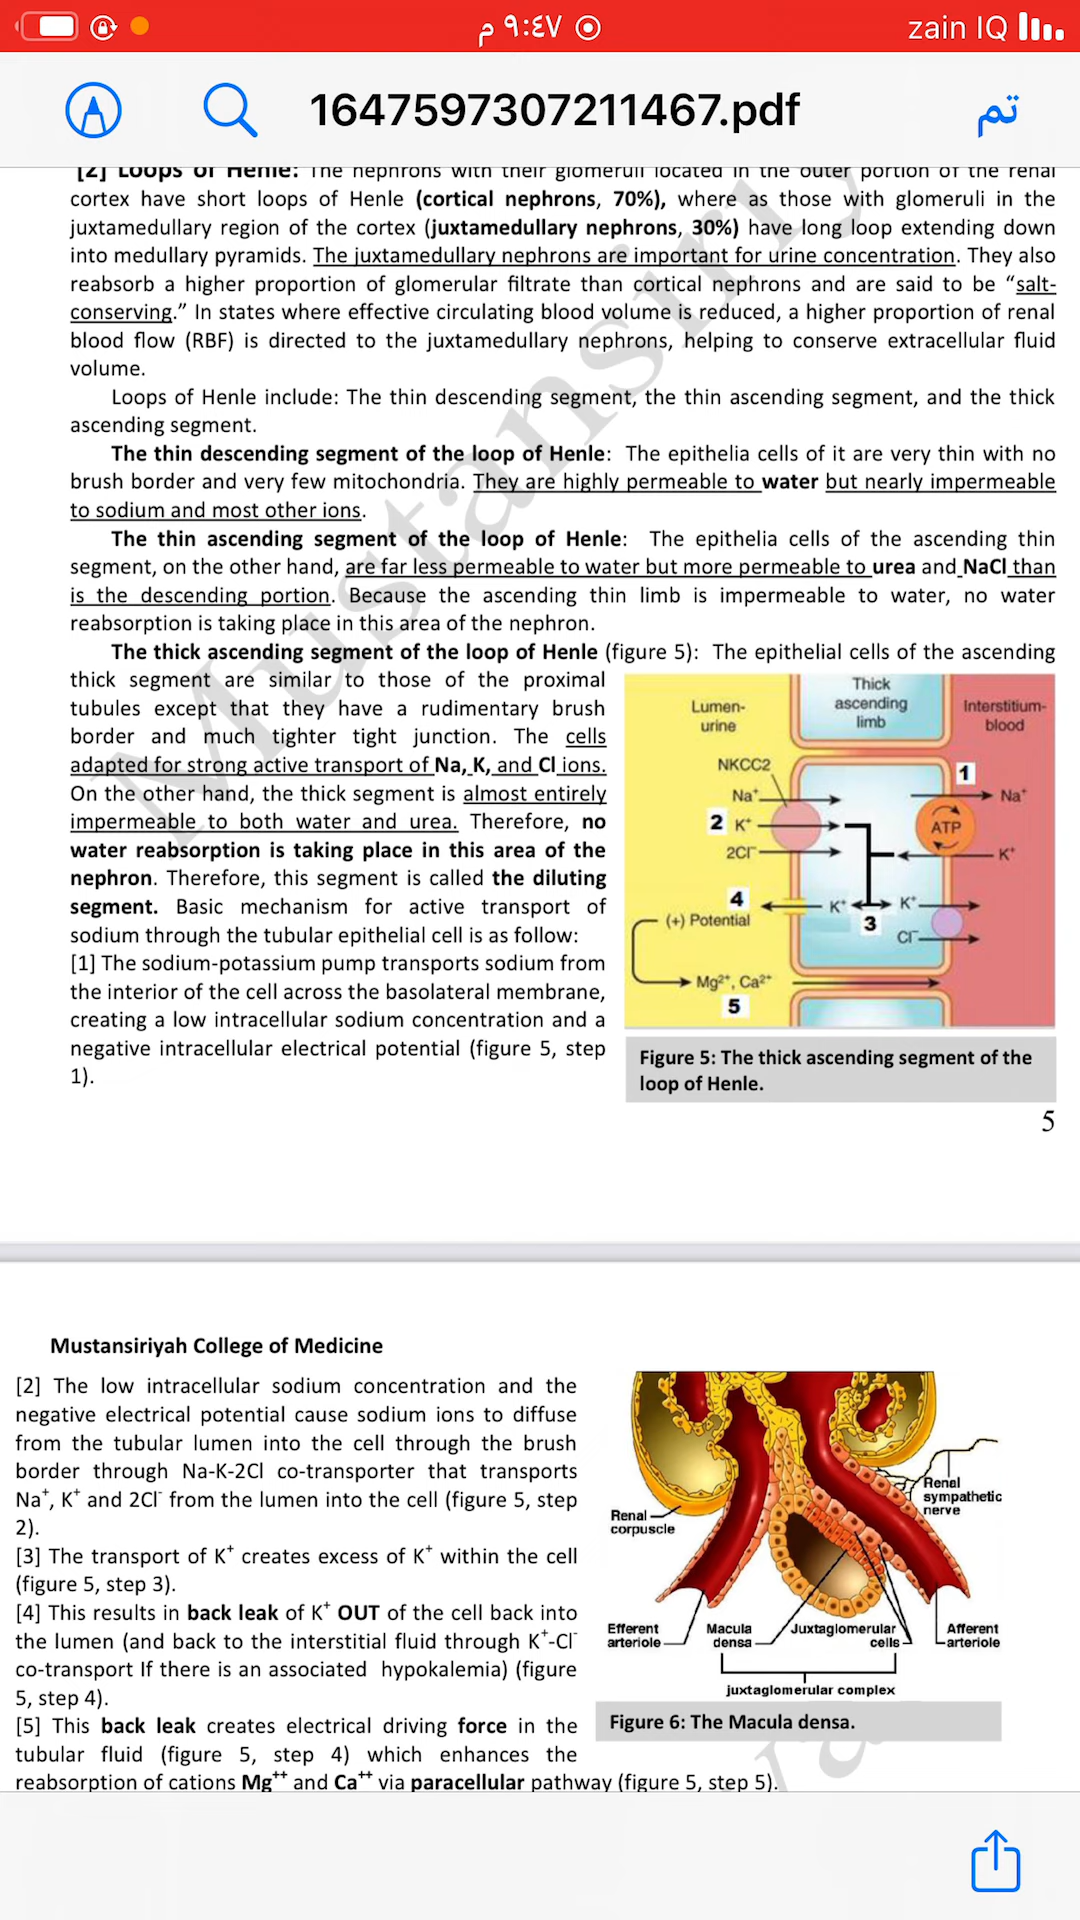 ٩:٤٧ م
zain IQ
1647597307211467.pdf
تم
[2] Loops of Henle: The nephrons with their glomeruli located in the outer portion of the renal
cortex have short loops of Henle (cortical nephrons, 70%), where as those with glomeruli in the
juxtamedullary region of the cortex (juxtamedullary nephrons, 30%) have long loop extending down
into medullary pyramids. The juxtamedullary nephrons are important for urine concentration. They also
reabsorb a higher proportion of glomerular filtrate than cortical nephrons and are said to be “salt-
conserving.” In states where effective circulating blood volume is reduced, a higher proportion of renal
blood flow (RBF) is directed to the juxtamedullary nephrons, helping to conserve extracellular fluid
volume.
Loops of Henle include: The thin descending segment, the thin ascending segment, and the thick
ascending segment.
The thin descending segment of the loop of Henle: The epithelia cells of it are very thin with no
brush border and very few mitochondria. They are highly permeable to water but nearly impermeable
to sodium and most other ions.
The thin ascending segment of the loop of Henle: The epithelia cells of the ascending thin
segment, on the other hand, are far less permeable to water but more permeable to urea and NaCl than
is the descending portion. Because the ascending thin limb is impermeable to water, no water
reabsorption is taking place in this area of the nephron.
The thick ascending segment of the loop of Henle (figure 5): The epithelial cells of the ascending
thick segment are similar to those of the proximal
tubules except that they have a rudimentary brush
border and much tighter tight junction. The cells
adapted for strong active transport of Na, K, and Cl ions.
On the other hand, the thick segment is almost entirely
impermeable to both water and urea. Therefore, no
water reabsorption is taking place in this area of the
nephron. Therefore, this segment is called the diluting
segment. Basic mechanism for active transport of
sodium through the tubular epithelial cell is as follow:
[1] The sodium-potassium pump transports sodium from
the interior of the cell across the basolateral membrane,
creating a low intracellular sodium concentration and a
negative intracellular electrical potential (figure 5, step
1).
Lumen-
urine
Thick
ascending
limb
Interstitium-
blood
NKCC2
1
Na⁺
Na⁺
2 K⁺
ATP
2Cl⁻
K⁺
4
(+) Potential
K⁺
K⁺
3
Cl⁻
Mg²⁺, Ca²⁺
5
Figure 5: The thick ascending segment of the
loop of Henle.
5
Mustansiriyah College of Medicine
[2] The low intracellular sodium concentration and the
negative electrical potential cause sodium ions to diffuse
from the tubular lumen into the cell through the brush
border through Na-K-2Cl co-transporter that transports
Na⁺, K⁺ and 2Cl⁻ from the lumen into the cell (figure 5, step
2).
[3] The transport of K⁺ creates excess of K⁺ within the cell
(figure 5, step 3).
[4] This results in back leak of K⁺ OUT of the cell back into
the lumen (and back to the interstitial fluid through K⁺-Cl⁻
co-transport If there is an associated hypokalemia) (figure
5, step 4).
[5] This back leak creates electrical driving force in the
tubular fluid (figure 5, step 4) which enhances the
reabsorption of cations Mg⁺⁺ and Ca⁺⁺ via paracellular pathway (figure 5, step 5).
Renal
sympathetic
nerve
Renal
corpuscle
Efferent
arteriole
Macula
densa
Juxtaglomerular
cells
Afferent
arteriole
juxtaglomerular complex
Figure 6: The Macula densa.
Mustansiriy